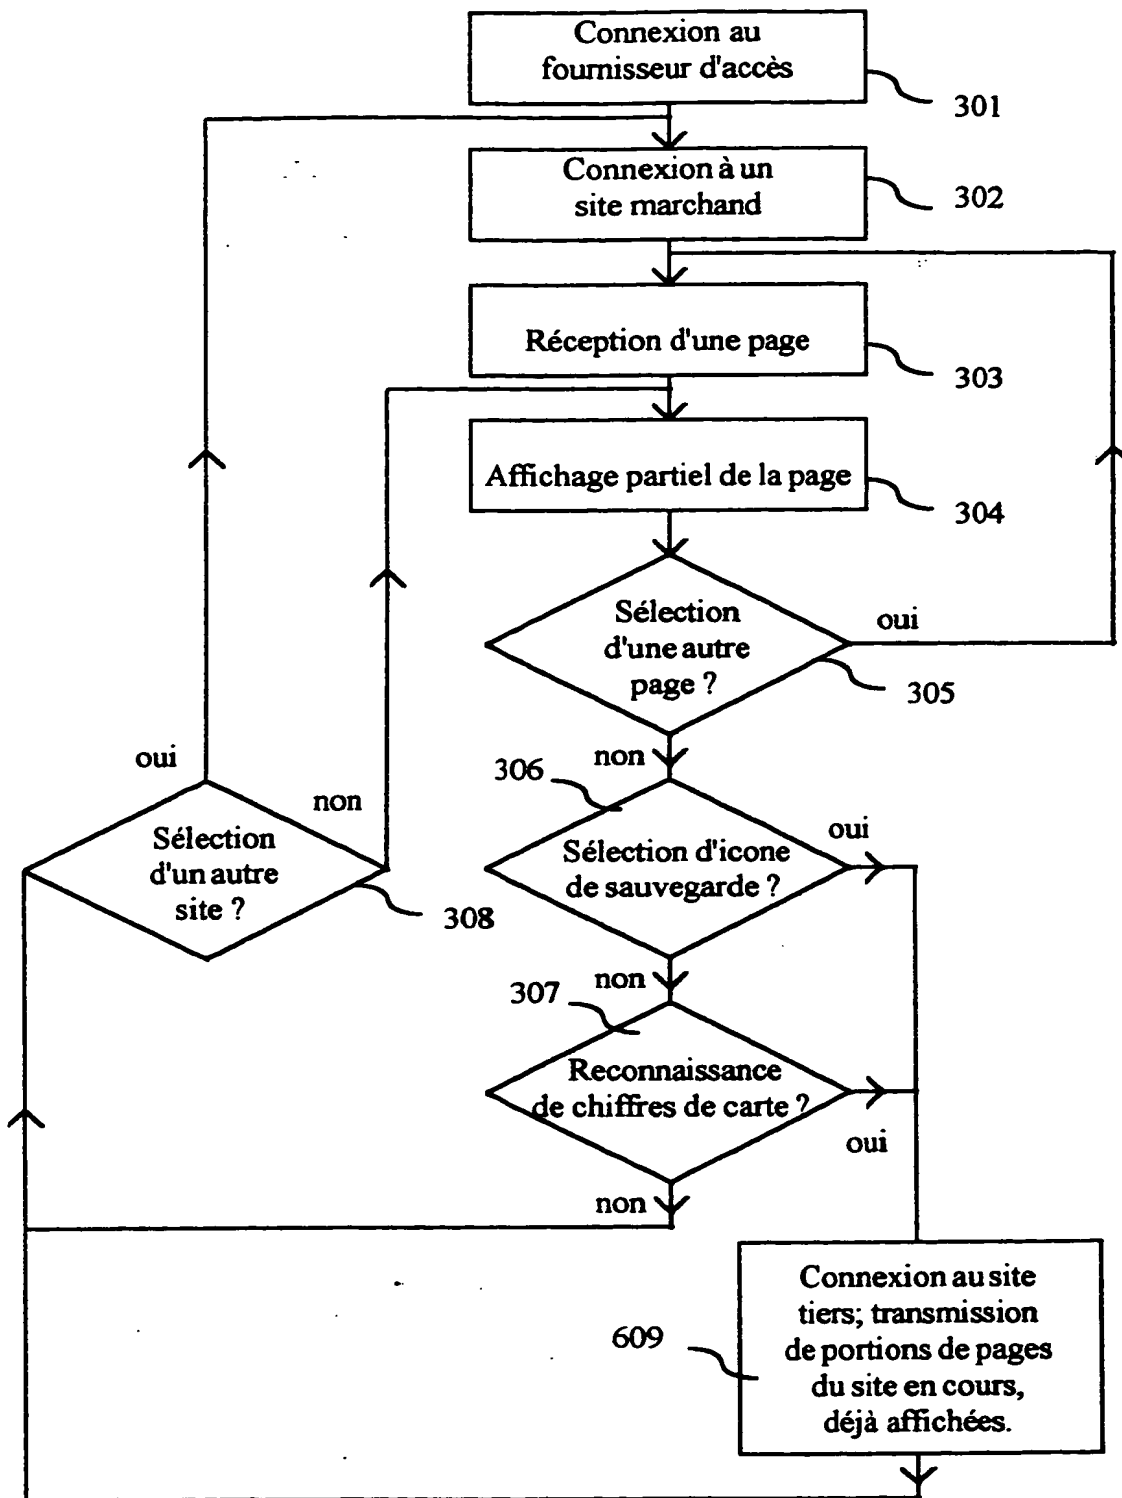 Connexion au
fournisseur d'accès
301
Connexion à un
site marchand
302
Réception d'une page
303
Affichage partiel de la page
304
Sélection
d'une autre
page ?
oui
305
non
306
Sélection d'icone
de sauvegarde ?
oui
oui
non
Sélection
d'un autre
site ?
308
non
307
Reconnaissance
de chiffres de carte ?
oui
non
Connexion au site
tiers; transmission
de portions de pages
du site en cours,
déjà affichées.
609